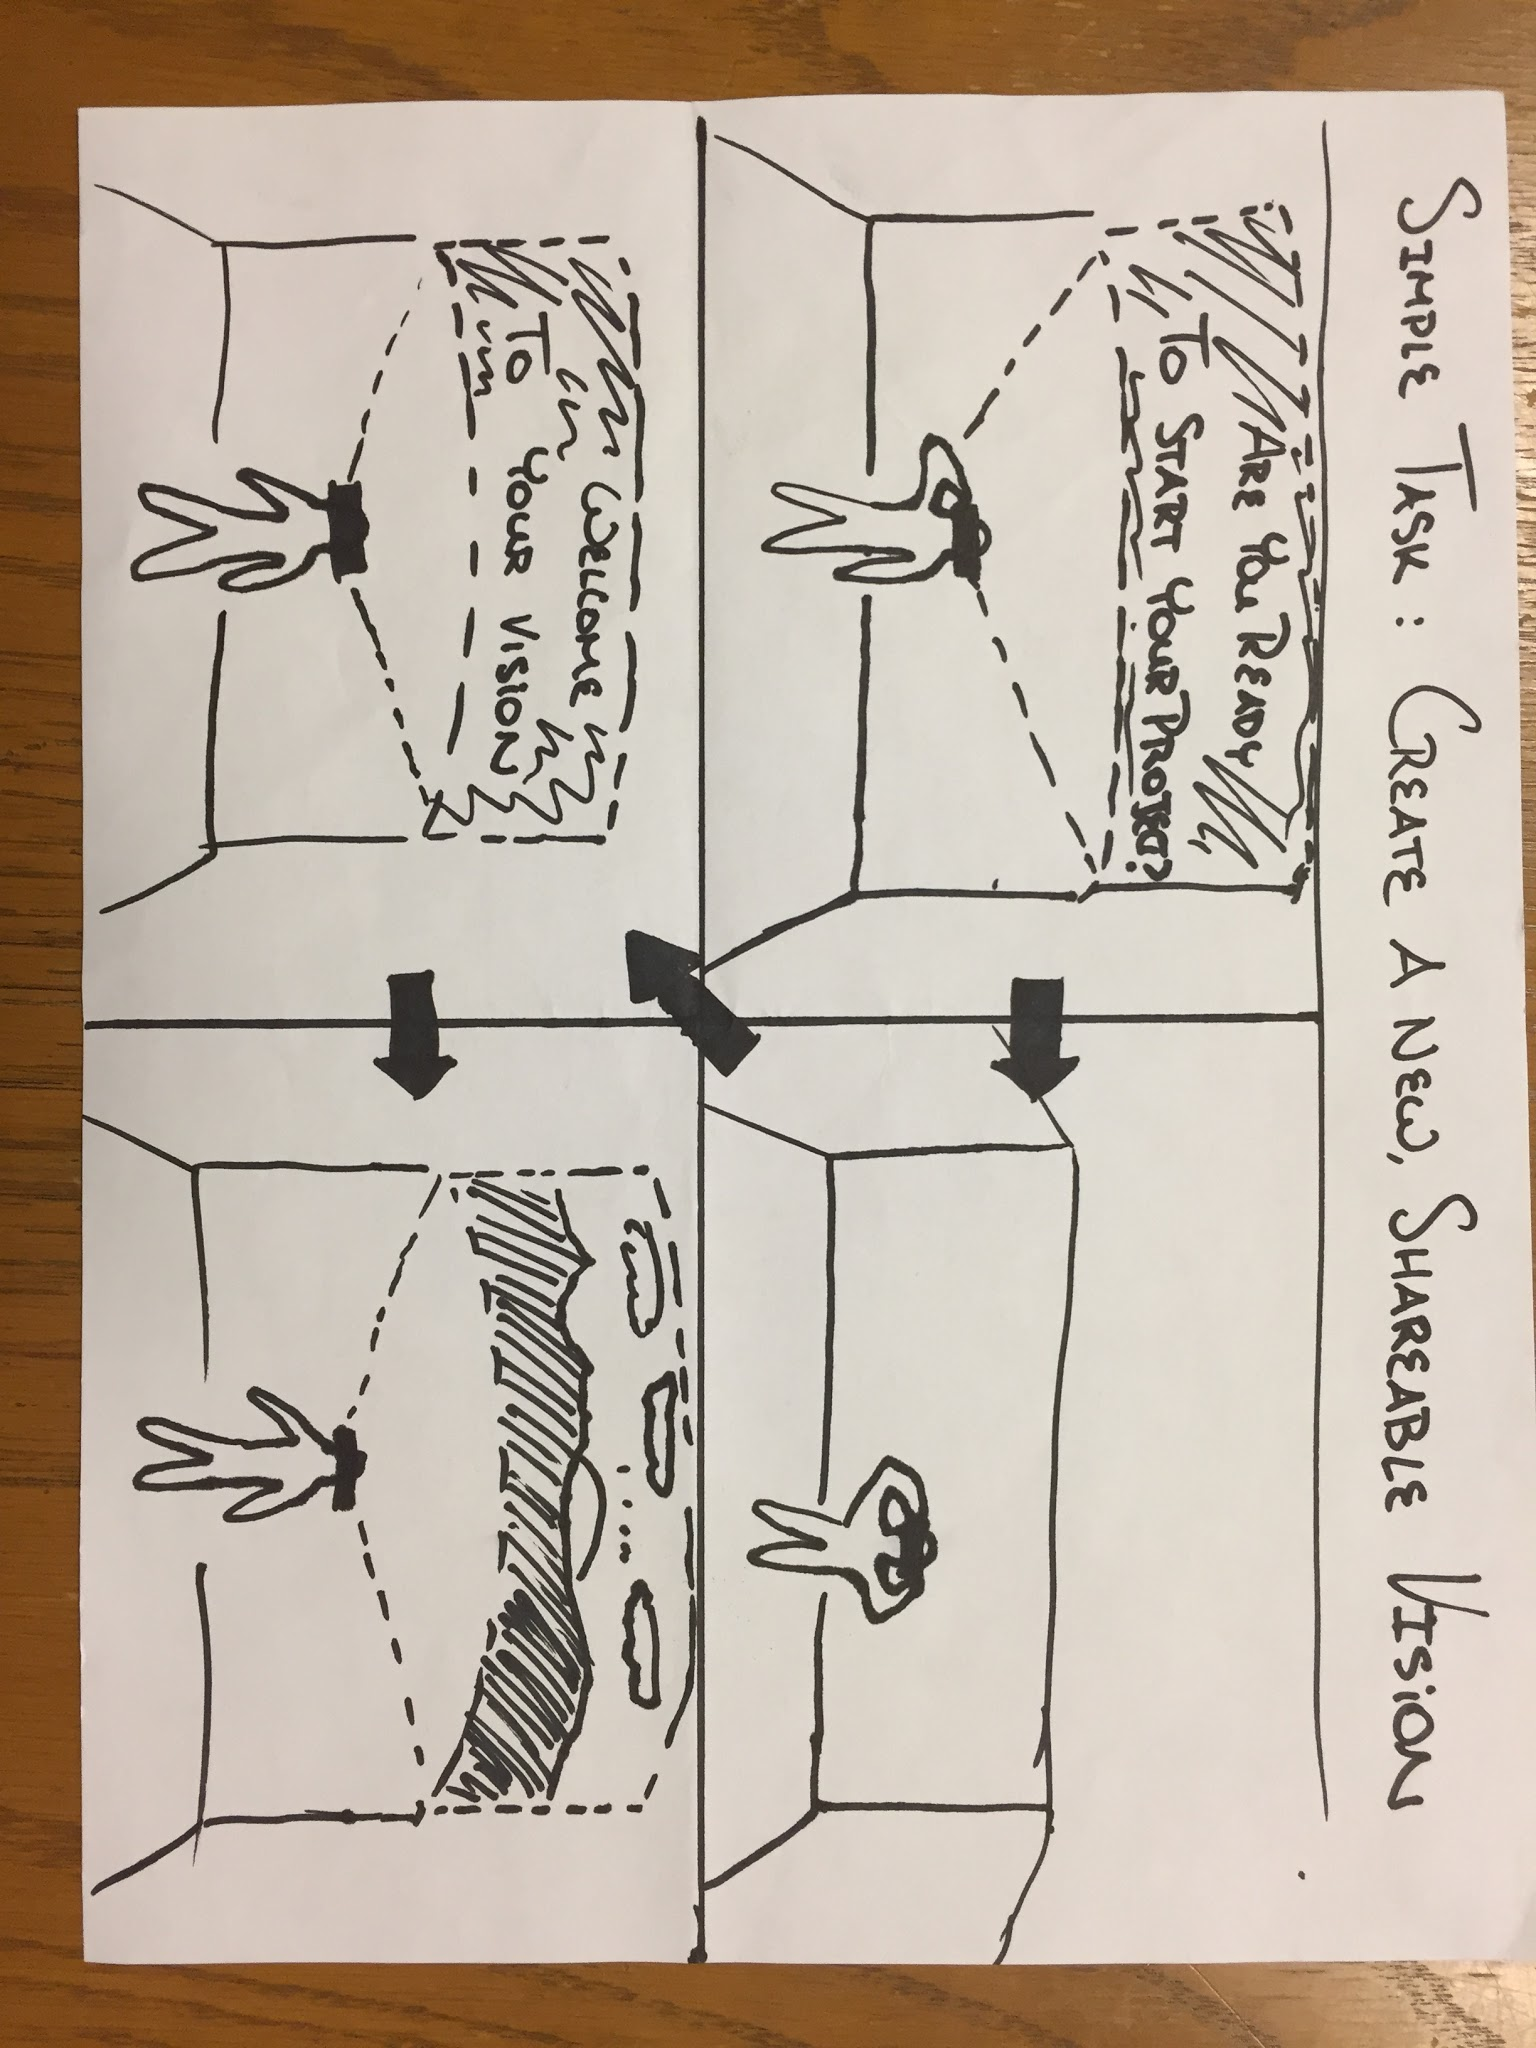 SIMPLE TASK: CREATE A NEW, SHAREABLE VISION
ARE YOU READY
TO START YOUR PROJECT?
WELCOME
TO YOUR VISION